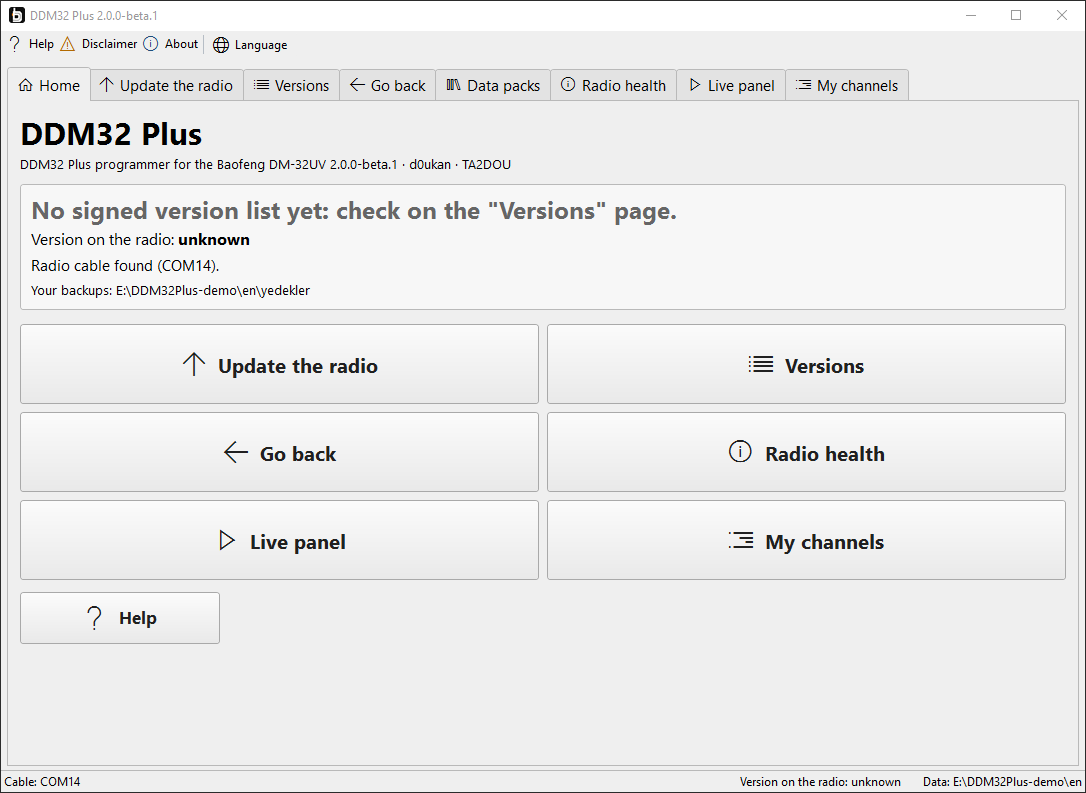 DDM32 Plus 2.0.0-beta.1
Help Disclaimer About Language
Home Update the radio Versions Go back Data packs Radio health Live panel My channels
DDM32 Plus
DDM32 Plus programmer for the Baofeng DM-32UV 2.0.0-beta.1 · d0ukan · TA2DOU
No signed version list yet: check on the "Versions" page.
Version on the radio: unknown
Radio cable found (COM14).
Your backups: E:\DDM32Plus-demo\en\yedekler
Update the radio Versions
Go back Radio health
Live panel My channels
Help
Cable: COM14 Version on the radio: unknown Data: E:\DDM32Plus-demo\en